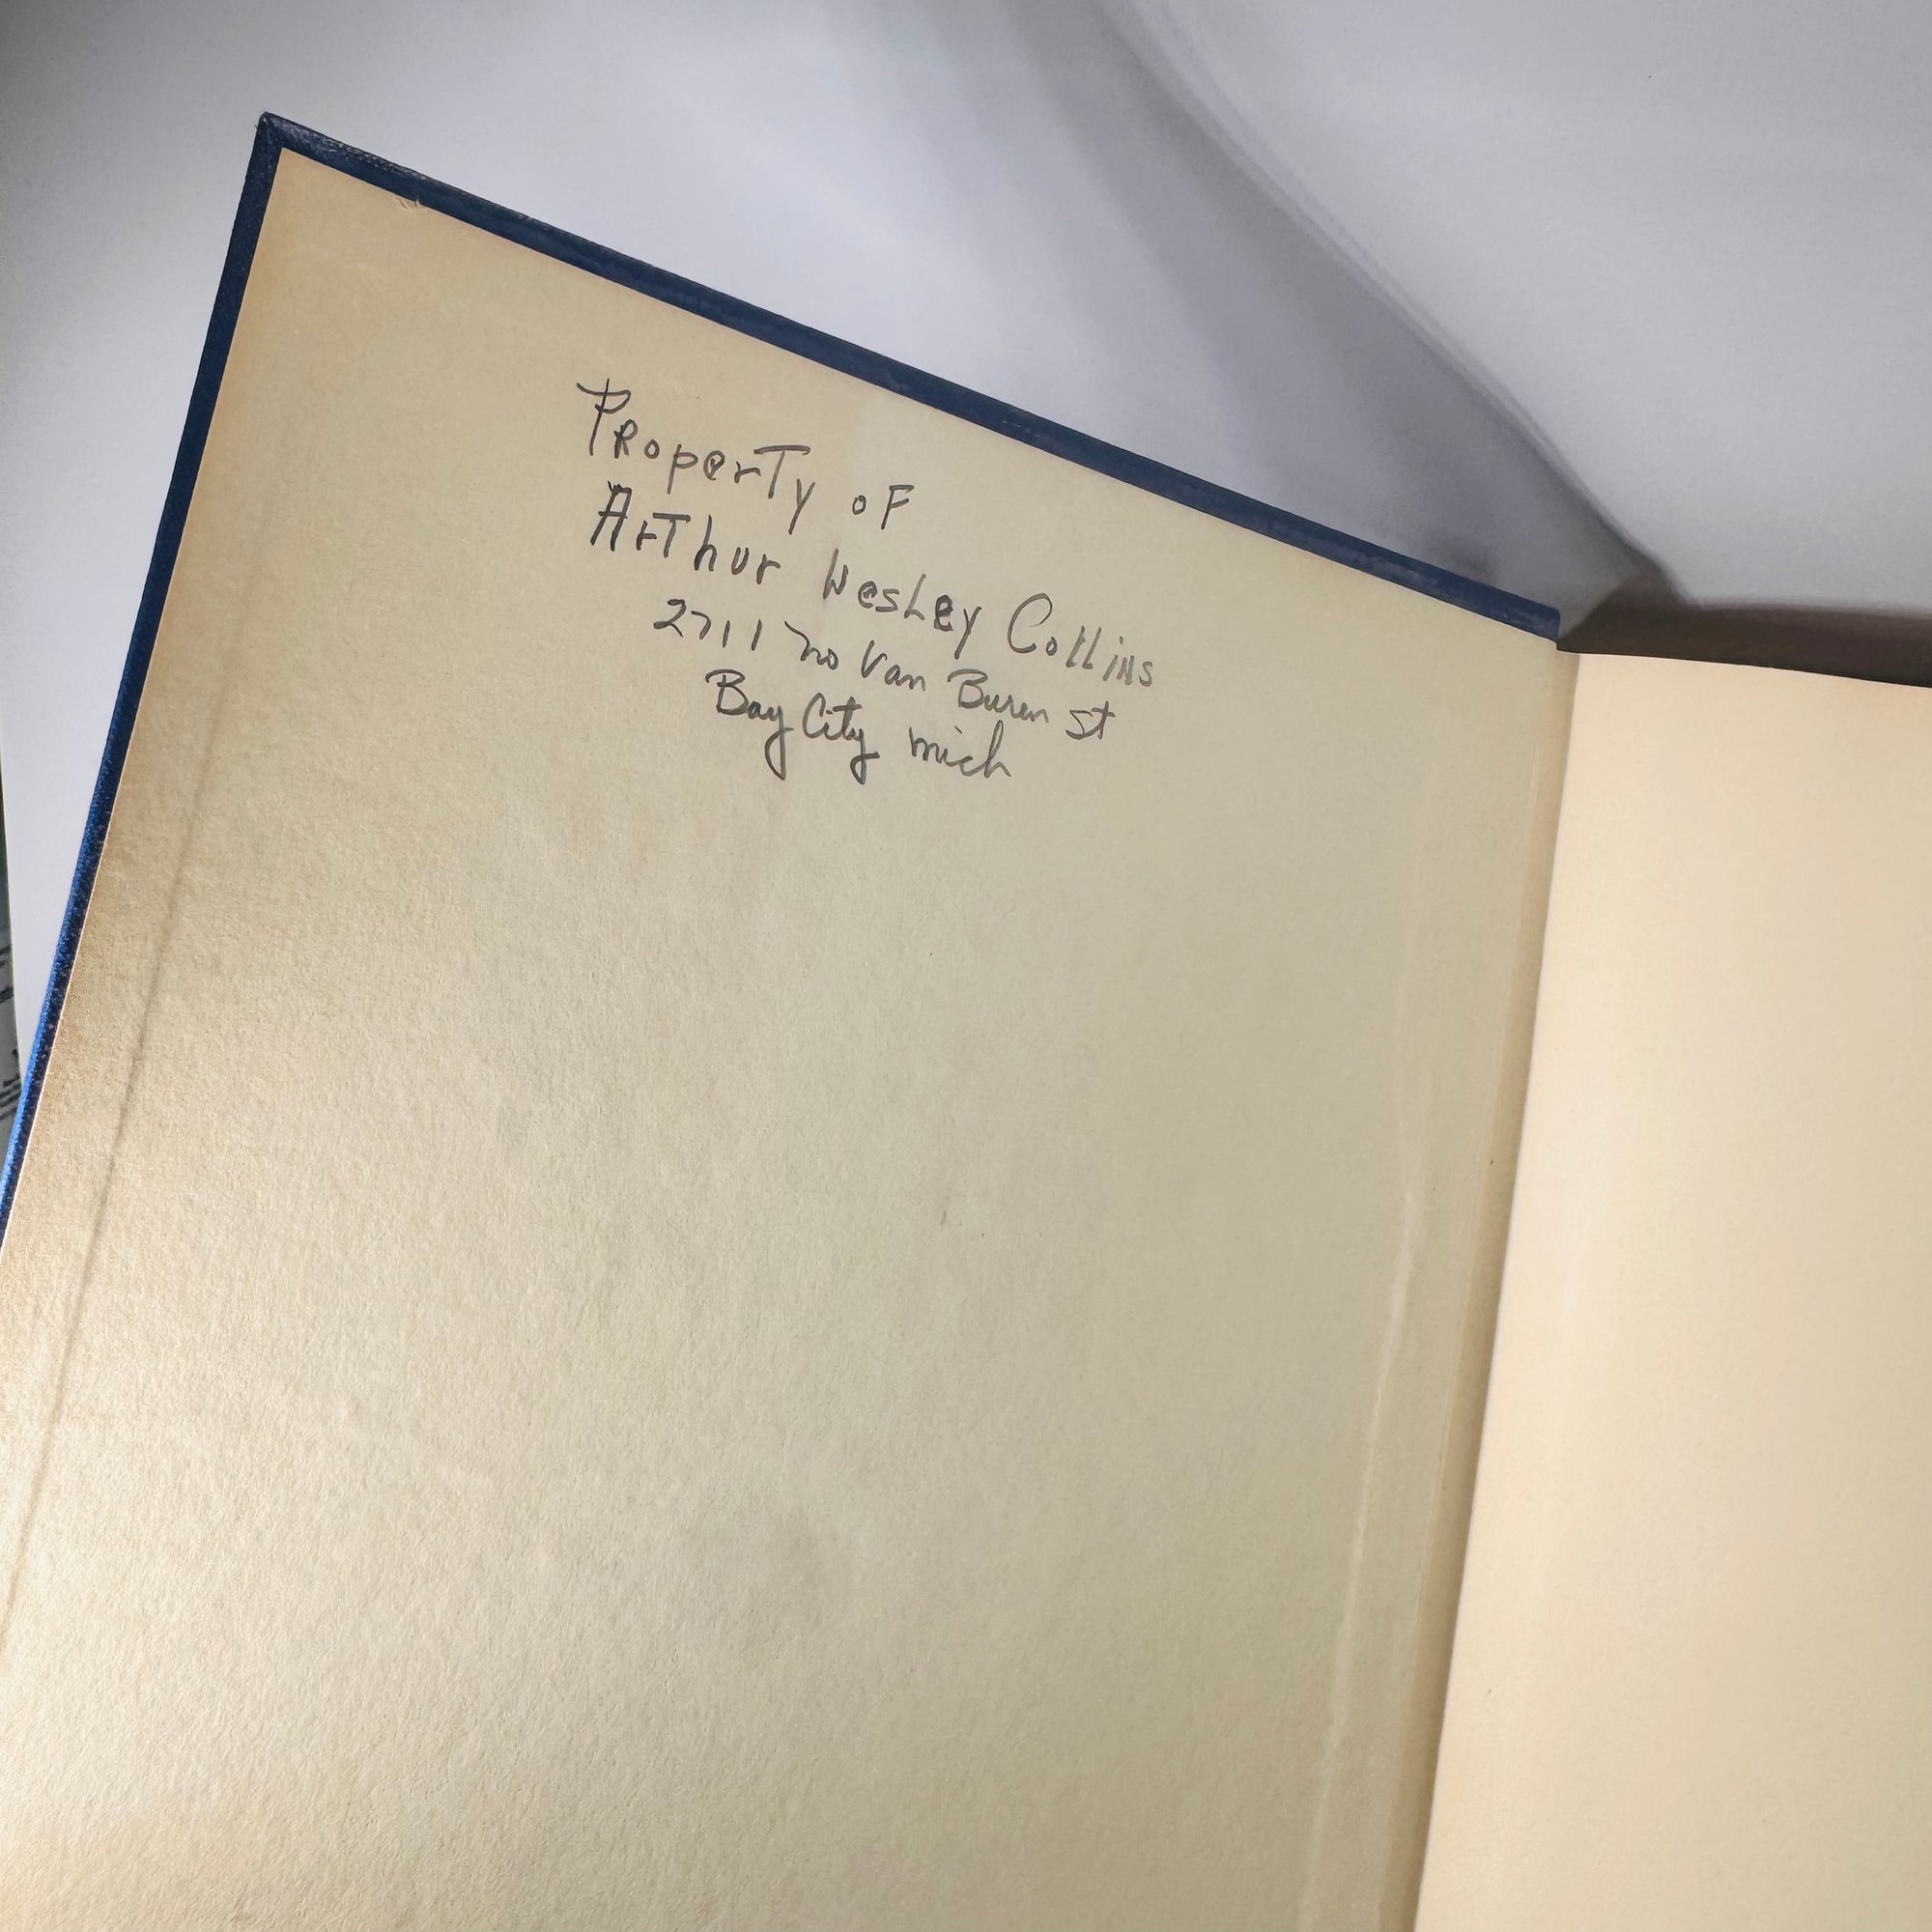 Property of
Arthur Wesley Collins
2711 no Van Buren st
Bay City mich